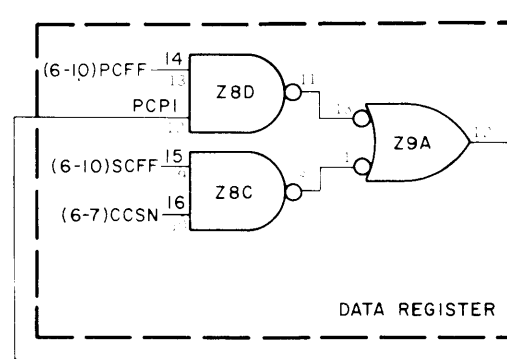 (6-10)PCFF 14
13
11
Z8D
PCPI
Z9A
12
(6-10)SCFF 15
(6-7)CCSN 16
Z8C
DATA REGISTER